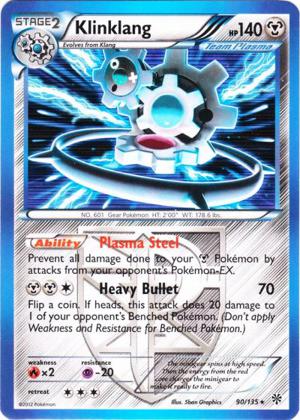 STAGE2
Klinklang
HP140
Evolves from Klang
Team Plasma
NO. 601 Gear Pokémon HT: 2'00" WT: 178.6 lbs.
Ability Plasma Steel
Prevent all damage done to your Pokémon by
attacks from your opponent's Pokémon-EX.
Heavy Bullet 70
Flip a coin. If heads, this attack does 20 damage to
1 of your opponent's Benched Pokémon. (Don't apply
Weakness and Resistance for Benched Pokémon.)
weakness
×2
resistance
-20
retreat
The minigear spins at high speed.
Then the energy from the red
core charges the minigear to
make it ready to fire.
©2012 Pokémon
Illus. 5ban Graphics
90/135 ★